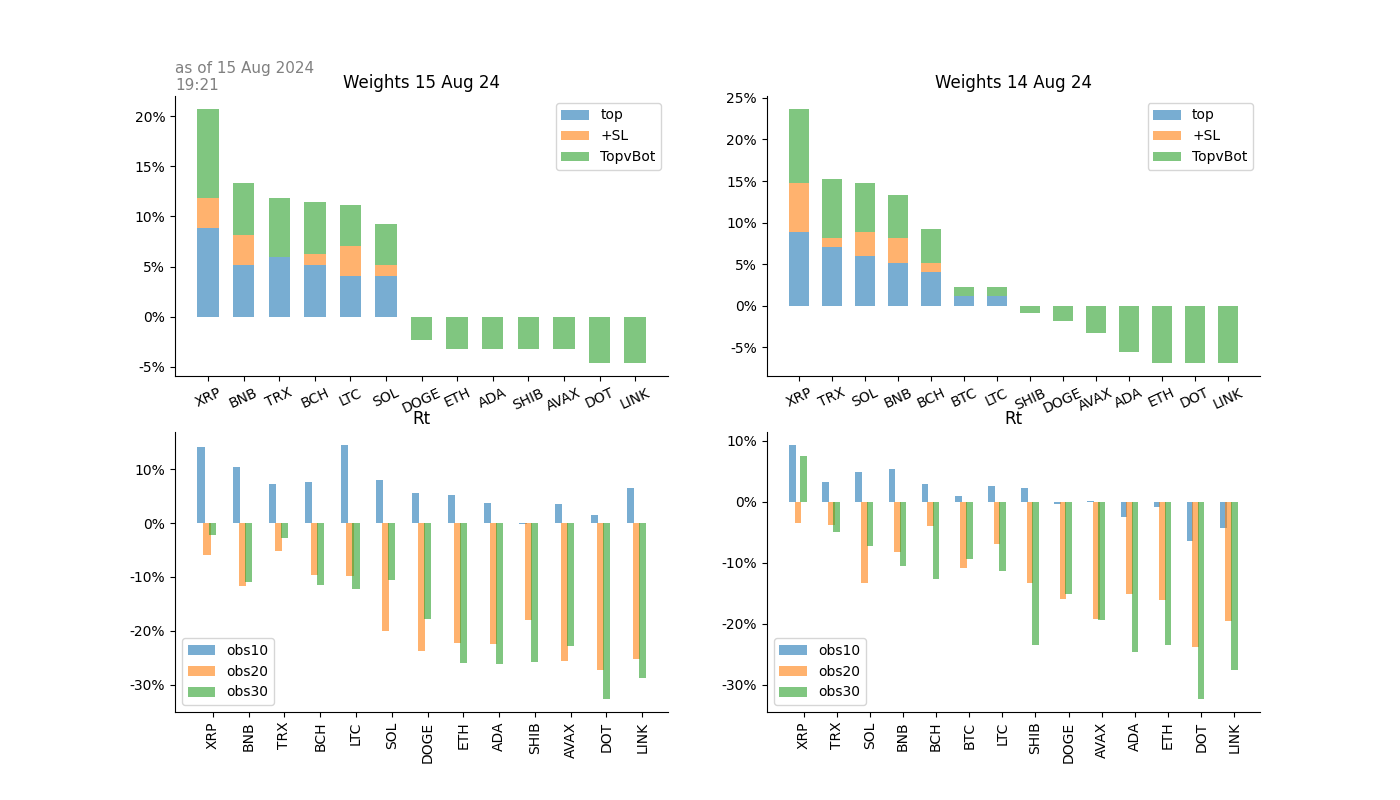 as of 15 Aug 2024
19:21
Weights 15 Aug 24
20%
15%
10%
5%
0%
-5%
top
+SL
TopvBot
XRP BNB TRX BCH LTC SOL DOGE ETH ADA SHIB AVAX DOT LINK
Weights 14 Aug 24
25%
20%
15%
10%
5%
0%
-5%
top
+SL
TopvBot
XRP TRX SOL BNB BCH BTC LTC SHIB DOGE AVAX ADA ETH DOT LINK
Rt
10%
0%
-10%
-20%
-30%
obs10
obs20
obs30
XRP BNB TRX BCH LTC SOL DOGE ETH ADA SHIB AVAX DOT LINK
Rt
10%
0%
-10%
-20%
-30%
obs10
obs20
obs30
XRP TRX SOL BNB BCH BTC LTC SHIB DOGE AVAX ADA ETH DOT LINK